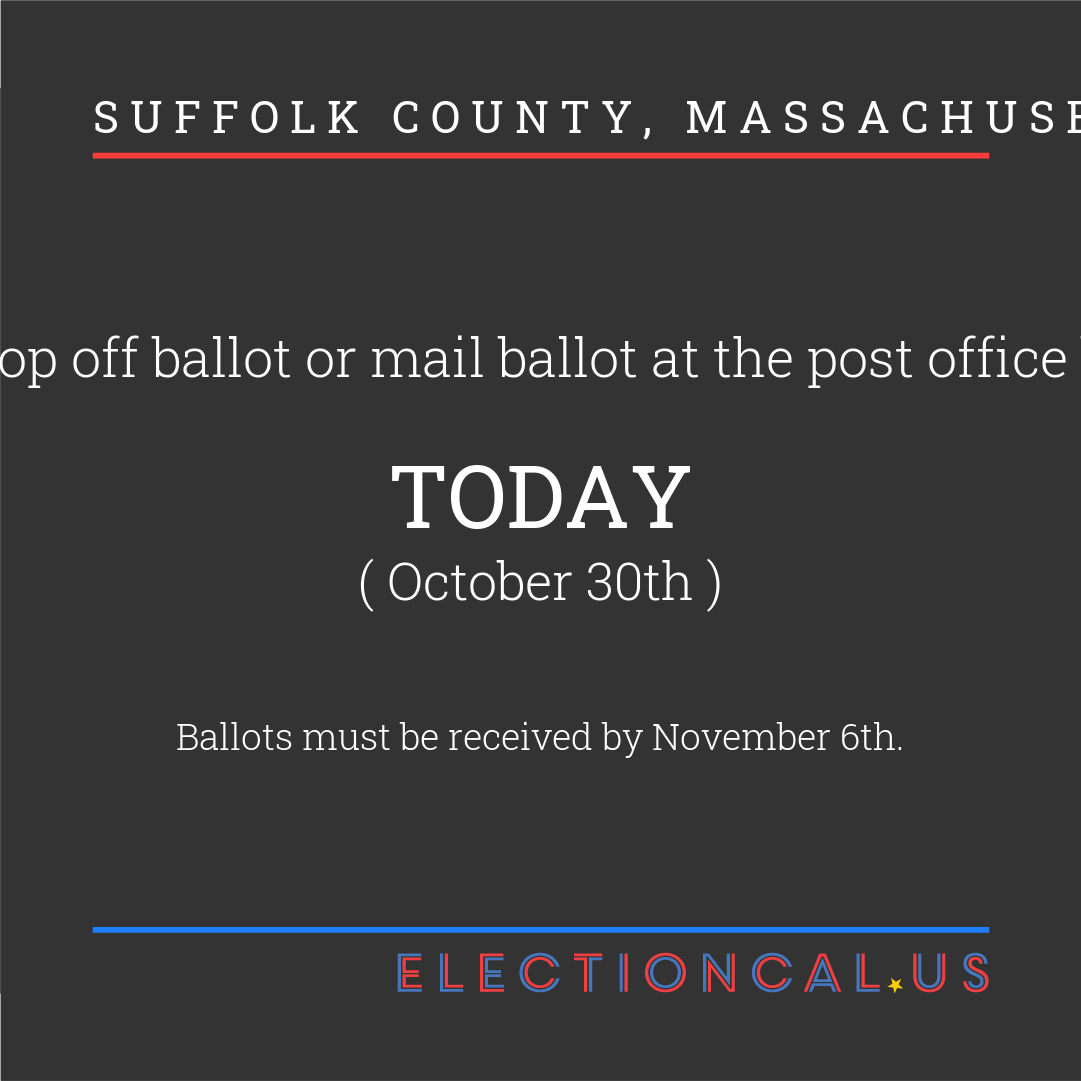 SUFFOLK COUNTY, MASSACHUSE
op off ballot or mail ballot at the post office
TODAY
( October 30th )
Ballots must be received by November 6th.
ELECTIONCAL.US